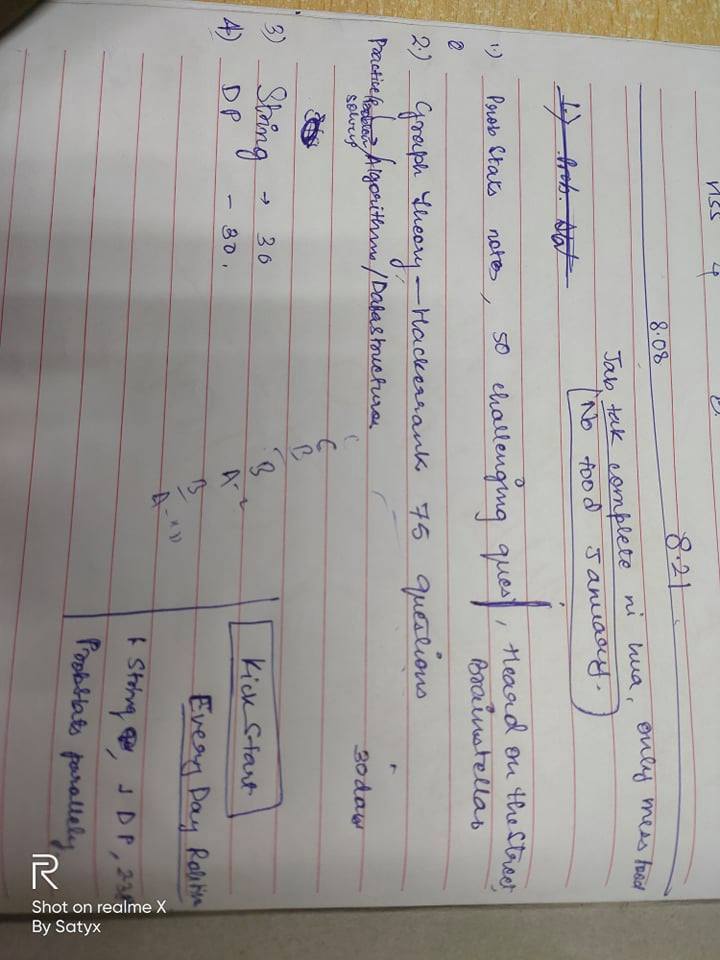 8.08
8.21
Jab tak complete ni hua, only mess food
No food January.
1.) Prob. Stat
1.) Prob Stats notes, 50 challenging ques, Heard on the Street,
Brainstellar
2.) Graph Theory — Hackerrank 75 questions
Practice / Algorithms / Datastructures
solving
30 days
3) String → 30
4) DP - 30.
C
B
B
A
B
A
Kick Start
Every Day Routine
1 String, 1 DP,
Probstats parallely
R
Shot on realme X
By Satyx